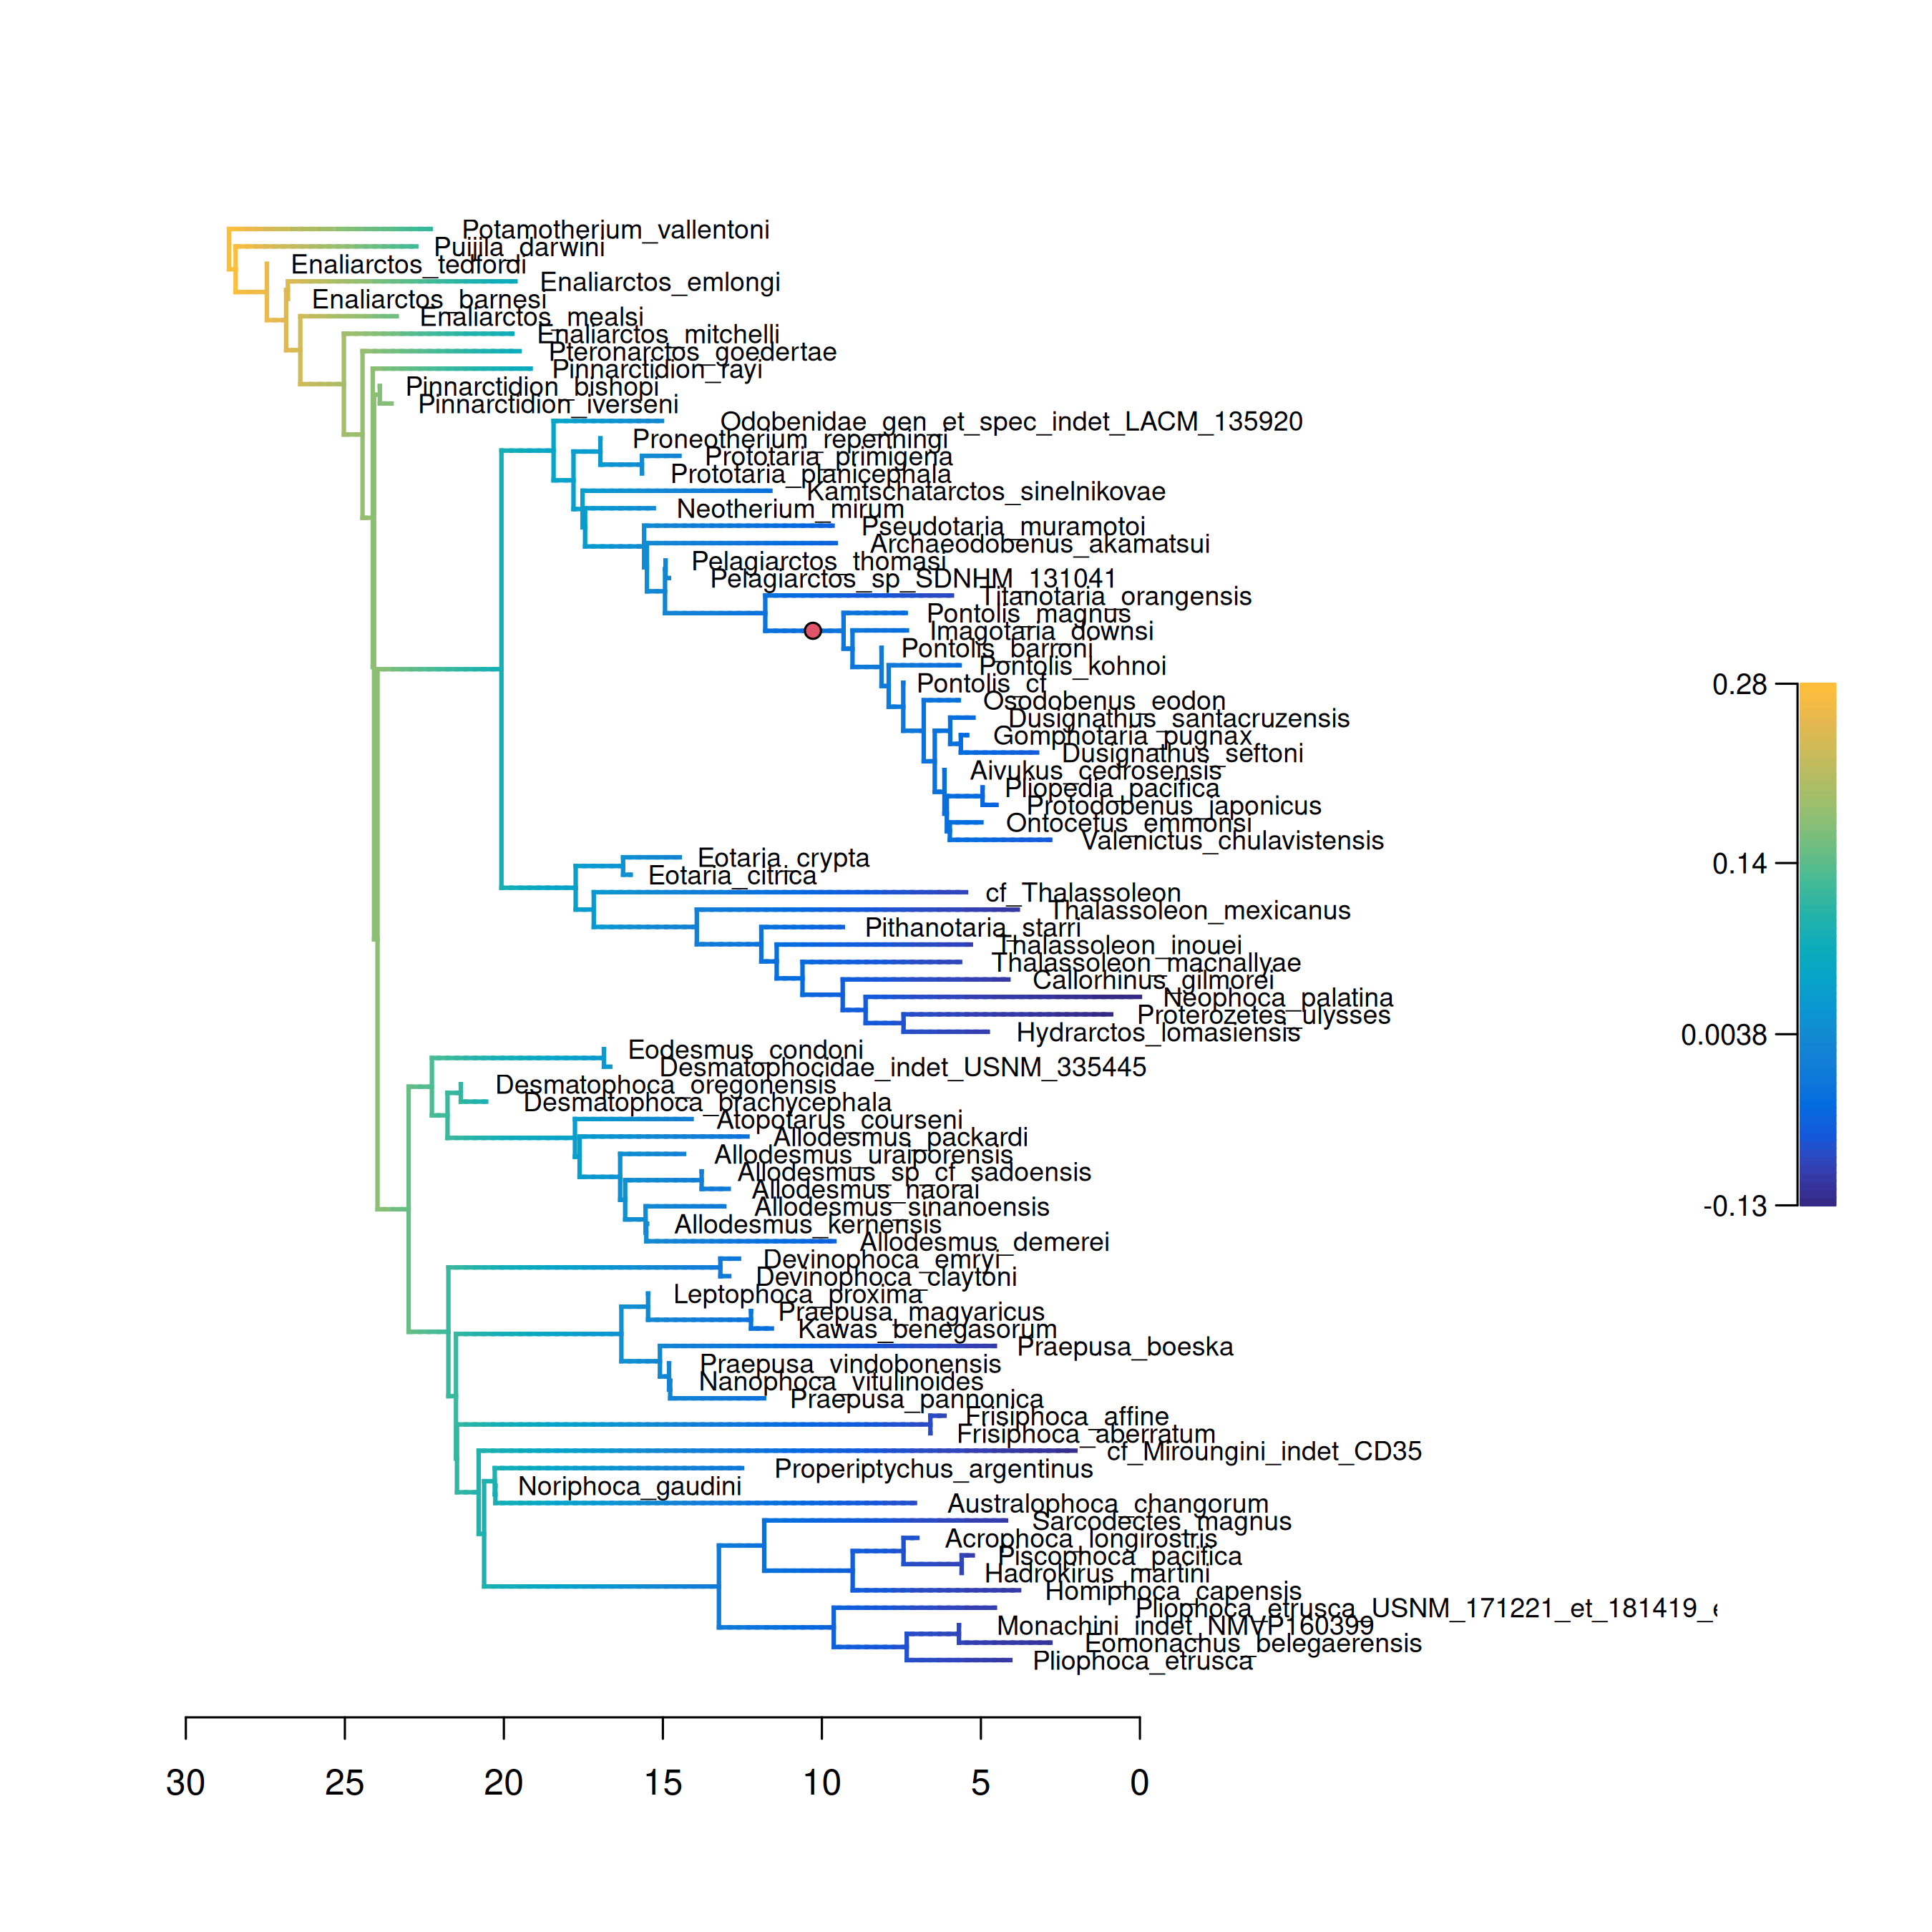 Potamotherium_vallentoni
Puijila_darwini
Enaliarctos_tedfordi
Enaliarctos_emlongi
Enaliarctos_barnesi
Enaliarctos_mealsi
Enaliarctos_mitchelli
Pteronarctos_goedertae
Pinnarctidion_rayi
Pinnarctidion_bishopi
Pinnarctidion_iverseni
Odobenidae_gen_et_spec_indet_LACM_135920
Proneotherium_repenningi
Prototaria_primigena
Prototaria_planicephala
Kamtschatarctos_sinelnikovae
Neotherium_mirum
Pseudotaria_muramotoi
Archaeodobenus_akamatsui
Pelagiarctos_thomasi
Pelagiarctos_sp_SDNHM_131041
Titanotaria_orangensis
Pontolis_magnus
Imagotaria_downsi
Pontolis_barroni
Pontolis_kohnoi
Pontolis_cf
Osodobenus_eodon
Dusignathus_santacruzensis
Gomphotaria_pugnax
Dusignathus_seftoni
Aivukus_cedrosensis
Pliopedia_pacifica
Protodobenus_japonicus
Ontocetus_emmonsi
Valenictus_chulavistensis
Eotaria_crypta
Eotaria_citrica
cf_Thalassoleon
Thalassoleon_mexicanus
Pithanotaria_starri
Thalassoleon_inouei
Thalassoleon_macnallyae
Callorhinus_gilmorei
Neophoca_palatina
Proterozetes_ulysses
Hydrarctos_lomasiensis
Eodesmus_condoni
Desmatophocidae_indet_USNM_335445
Desmatophoca_oregonensis
Desmatophoca_brachycephala
Atopotarus_courseni
Allodesmus_packardi
Allodesmus_uraiporensis
Allodesmus_sp_cf_sadoensis
Allodesmus_naorai
Allodesmus_sinanoensis
Allodesmus_kernensis
Allodesmus_demerei
Devinophoca_emryi
Devinophoca_claytoni
Leptophoca_proxima
Praepusa_magyaricus
Kawas_benegasorum
Praepusa_boeska
Praepusa_vindobonensis
Nanophoca_vitulinoides
Praepusa_pannonica
Frisiphoca_affine
Frisiphoca_aberratum
cf_Miroungini_indet_CD35
Properiptychus_argentinus
Noriphoca_gaudini
Australophoca_changorum
Sarcodectes_magnus
Acrophoca_longirostris
Piscophoca_pacifica
Hadrokirus_martini
Homiphoca_capensis
Pliophoca_etrusca_USNM_171221_et_181419_
Monachini_indet_NMVP160399
Eomonachus_belegaerensis
Pliophoca_etrusca
0.28
0.14
0.0038
-0.13
30 25 20 15 10 5 0